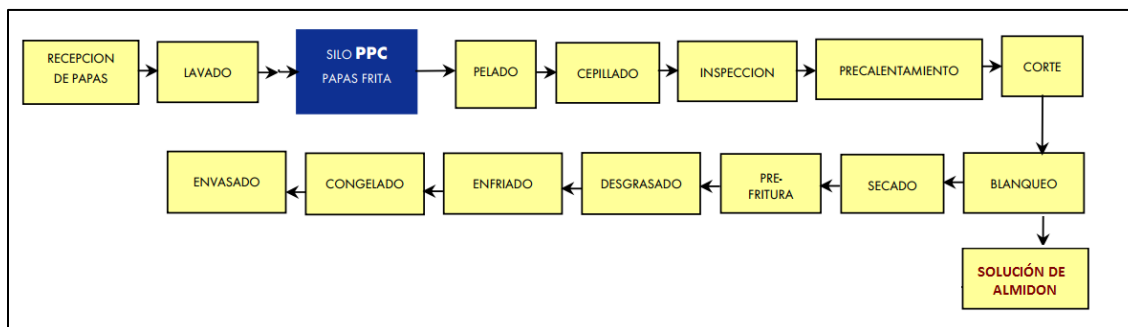 RECEPCION
DE PAPAS
LAVADO
SILO PPC
PAPAS FRITA
PELADO
CEPILLADO
INSPECCION
PRECALENTAMIENTO
CORTE
ENVASADO
CONGELADO
ENFRIADO
DESGRASADO
PRE-
FRITURA
SECADO
BLANQUEO
SOLUCIÓN DE
ALMIDON